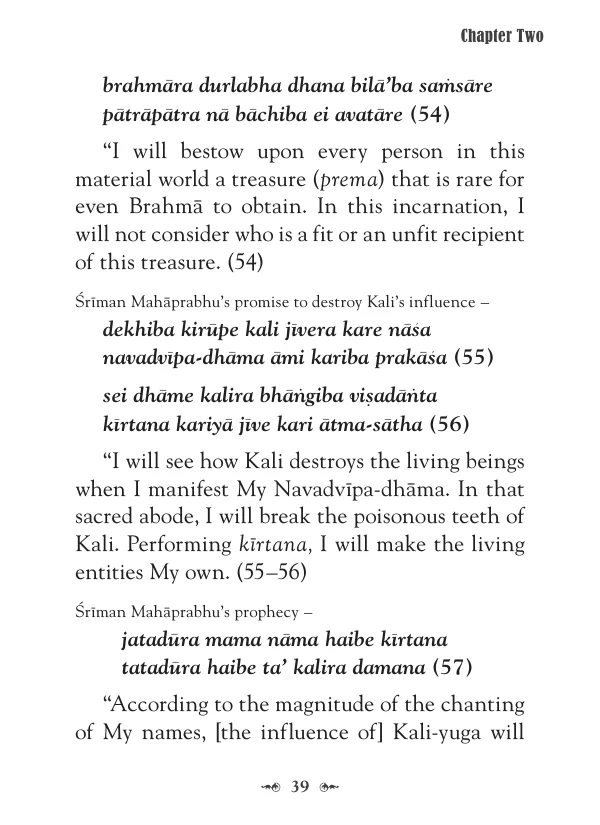 Chapter Two
brahmāra durlabha dhana bilā’ba saṁsāre
pātrāpātra nā bāchiba ei avatāre (54)
“I will bestow upon every person in this
material world a treasure (prema) that is rare for
even Brahmā to obtain. In this incarnation, I
will not consider who is a fit or an unfit recipient
of this treasure. (54)
Śrīman Mahāprabhu’s promise to destroy Kali’s influence –
dekhiba kirūpe kali jīvera kare nāśa
navadvīpa-dhāma āmi kariba prakāśa (55)
sei dhāme kalira bhāṅgiba viṣadāṅta
kīrtana kariyā jīve kari ātma-sātha (56)
“I will see how Kali destroys the living beings
when I manifest My Navadvīpa-dhāma. In that
sacred abode, I will break the poisonous teeth of
Kali. Performing kīrtana, I will make the living
entities My own. (55–56)
Śrīman Mahāprabhu’s prophecy –
jatadūra mama nāma haibe kīrtana
tatadūra haibe ta’ kalira damana (57)
“According to the magnitude of the chanting
of My names, [the influence of] Kali-yuga will
39